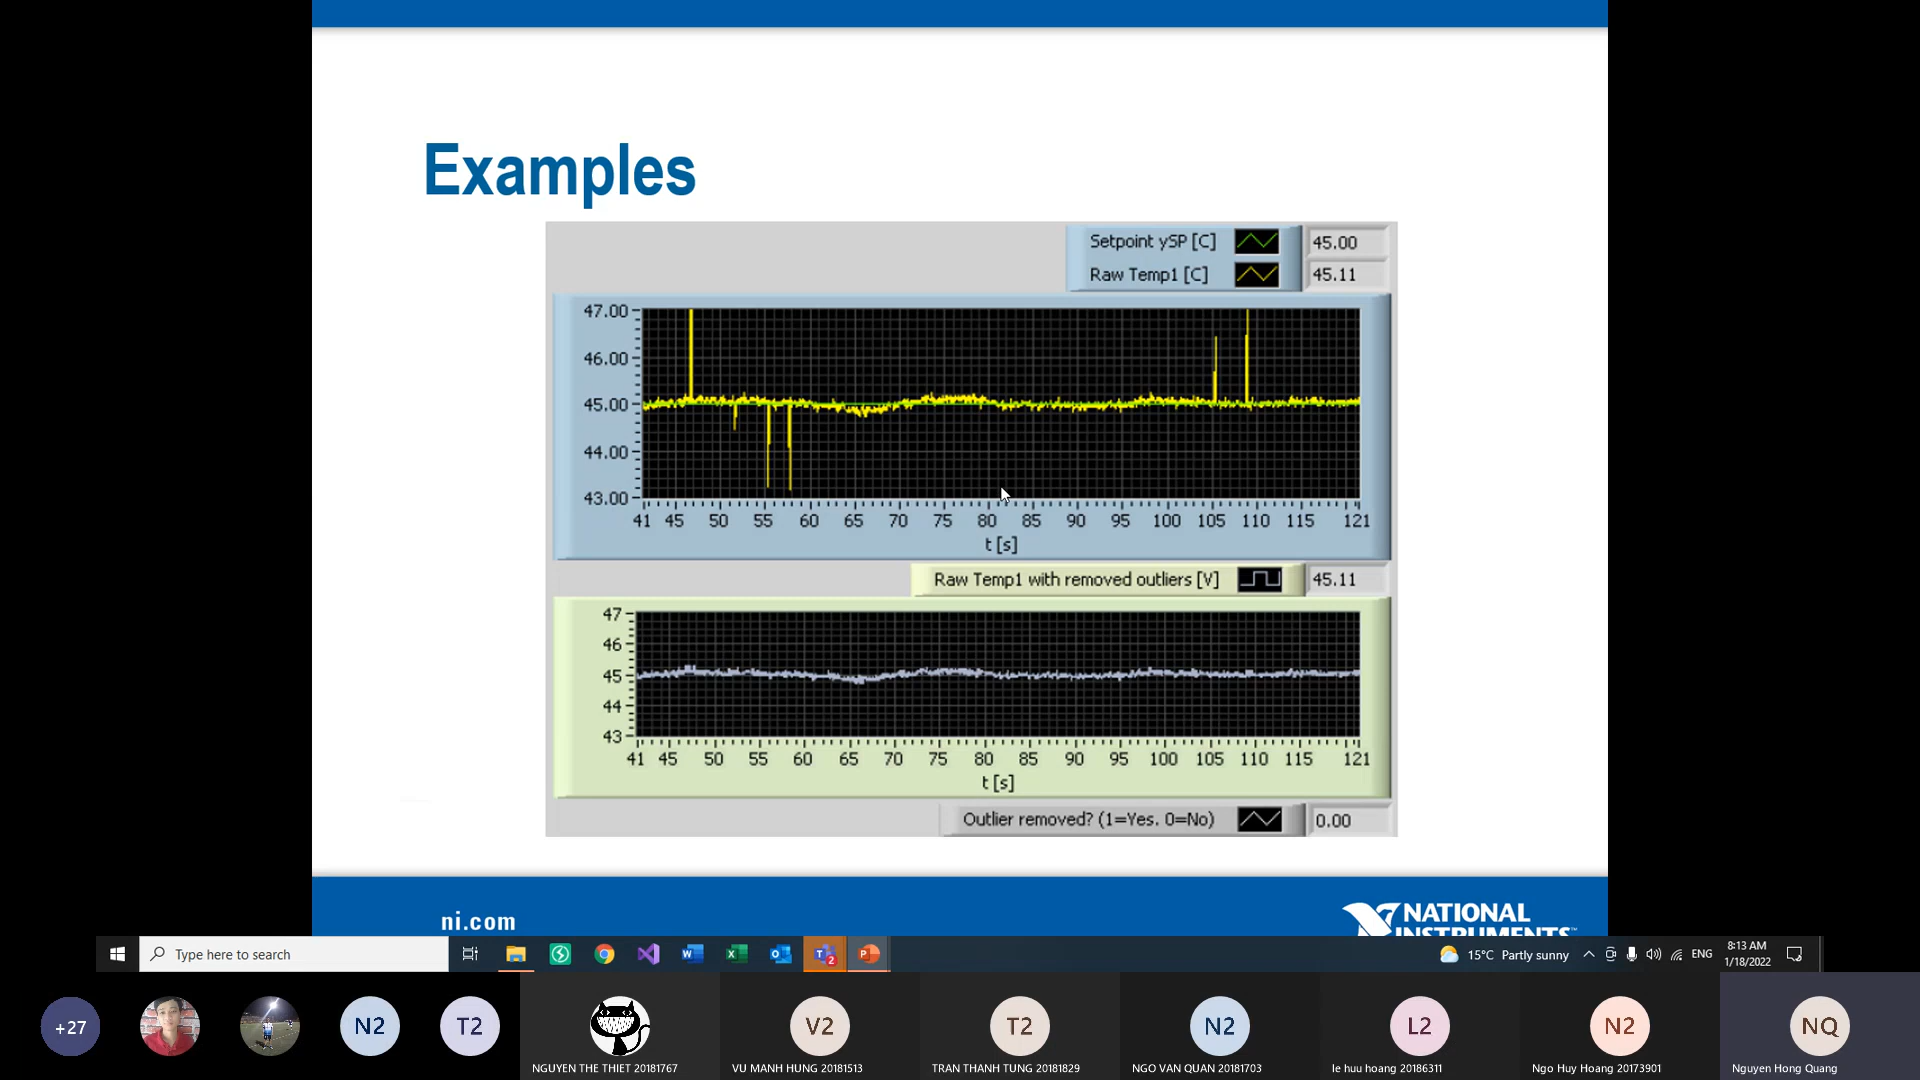 Examples
Setpoint ySP [C] 45.00
Raw Temp1 [C] 45.11
47.00
46.00
45.00
44.00
43.00
41 45 50 55 60 65 70 75 80 85 90 95 100 105 110 115 121
t [s]
Raw Temp1 with removed outliers [V] 45.11
47
46
45
44
43
41 45 50 55 60 65 70 75 80 85 90 95 100 105 110 115 121
t [s]
Outlier removed? (1=Yes. 0=No) 0.00
ni.com
NATIONAL
INSTRUMENTS™
Type here to search
2
15°C Partly sunny
ENG
8:13 AM
1/18/2022
+27
N2
T2
V2
T2
N2
L2
N2
NQ
NGUYEN THE THIET 20181767
VU MANH HUNG 20181513
TRAN THANH TUNG 20181829
NGO VAN QUAN 20181703
le huu hoang 20186311
Ngo Huy Hoang 20173901
Nguyen Hong Quang